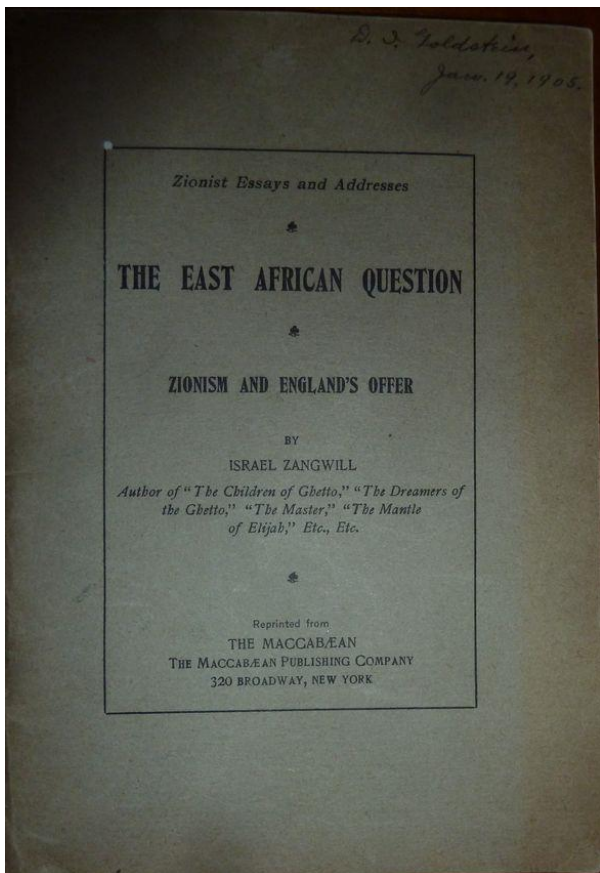 D. I. Goldstein,
Jan. 19, 1905.
Zionist Essays and Addresses
THE EAST AFRICAN QUESTION
ZIONISM AND ENGLAND'S OFFER
BY
ISRAEL ZANGWILL
Author of "The Children of Ghetto," "The Dreamers of
the Ghetto," "The Master," "The Mantle
of Elijah," Etc., Etc.
Reprinted from
THE MACCABÆAN
THE MACCABÆAN PUBLISHING COMPANY
320 BROADWAY, NEW YORK